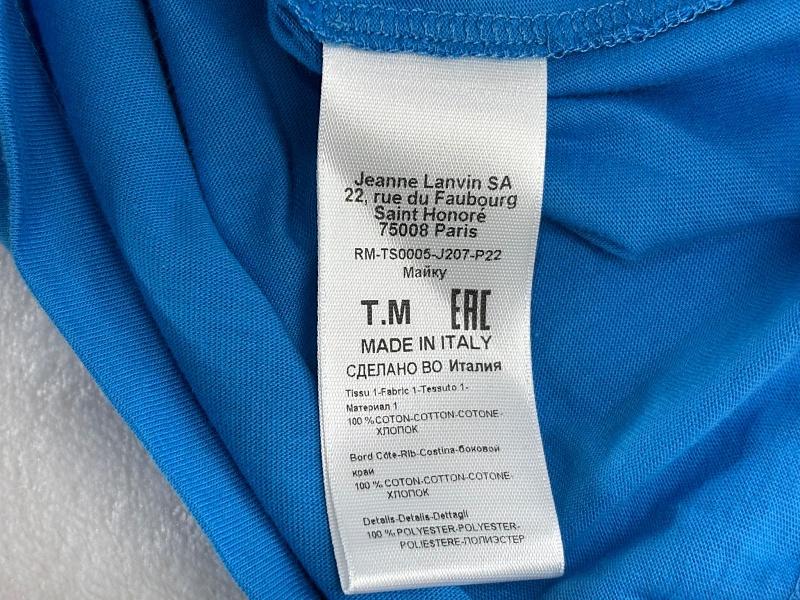 Jeanne Lanvin SA
22, rue du Faubourg
Saint Honoré
75008 Paris
RM-TS0005-J207-P22
Майку
T.M EAC
MADE IN ITALY
СДЕЛАНО ВО Италия
Tissu 1-Fabric 1-Tessuto 1-
Материал 1
100 % COTON-COTTON-COTONE-
ХЛОПОК
Bord Côte-Rib-Costina-боковой
край
100 % COTON-COTTON-COTONE-
ХЛОПОК
Details-Details-Dettagli
100 % POLYESTER-POLYESTER-
POLIESTERE-ПОЛИЭСТЕР